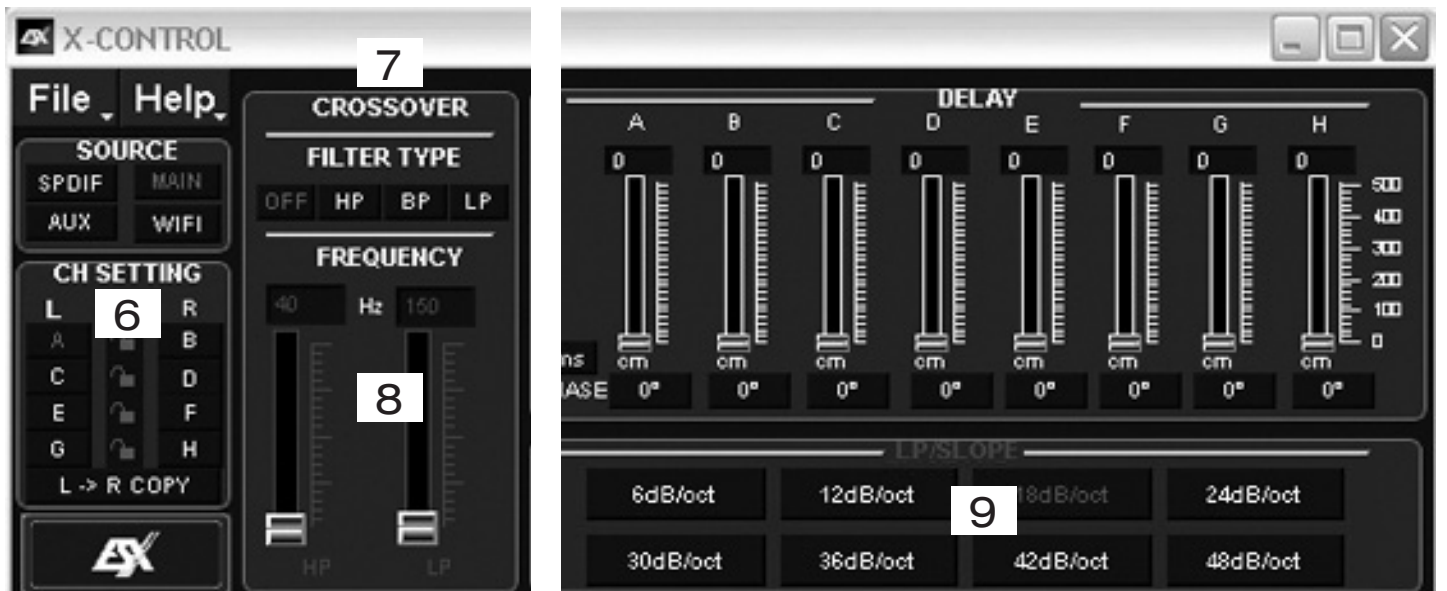 X-CONTROL
File Help
SOURCE
SPDIF MAIN
AUX WIFI
CH SETTING
L R
6
A B
C D
E F
G H
L -> R COPY
ESX
7
CROSSOVER
FILTER TYPE
OFF HP BP LP
FREQUENCY
40 Hz 150
8
HP LP
DELAY
A B C D E F G H
0 0 0 0 0 0 0 0
500
400
300
200
100
0
cm cm cm cm cm cm cm cm
0° 0° 0° 0° 0° 0° 0° 0°
LP/SLOPE
6dB/oct 12dB/oct 18dB/oct 24dB/oct
9
30dB/oct 36dB/oct 42dB/oct 48dB/oct